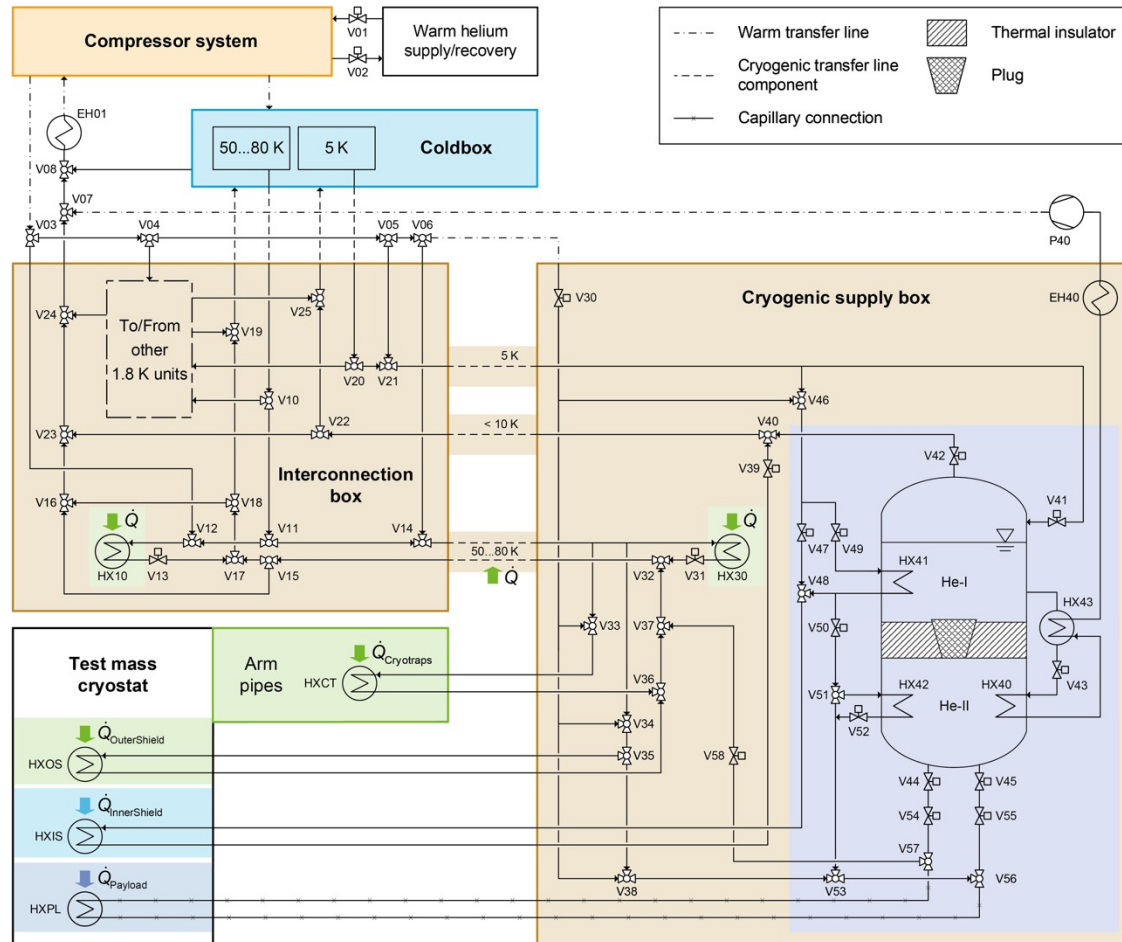 Compressor system
V01
V02
Warm helium
supply/recovery
Warm transfer line
Cryogenic transfer line
component
Capillary connection
Thermal insulator
Plug
EH01
50...80 K
5 K
Coldbox
V08
V07
V03
V04
V05
V06
P40
EH40
V30
Cryogenic supply box
V24
To/From
other
1.8 K units
V25
V19
V20
V21
5 K
V10
V46
V23
V22
< 10 K
V40
V39
V42
Interconnection
box
V16
V18
V41
Q̇
V12
V11
V14
Q̇
V47
V49
HX10
V13
V17
V15
50...80 K
Q̇
V32
V31
HX30
HX41
V48
He-I
HX43
V33
V37
V50
Test mass
cryostat
Arm
pipes
Q̇Cryotraps
HXCT
V36
V51
HX42
HX40
V43
He-II
V34
V52
Q̇OuterShield
HXOS
V35
V58
V44
V45
Q̇InnerShield
HXIS
V54
V55
V57
Q̇Payload
HXPL
V38
V53
V56